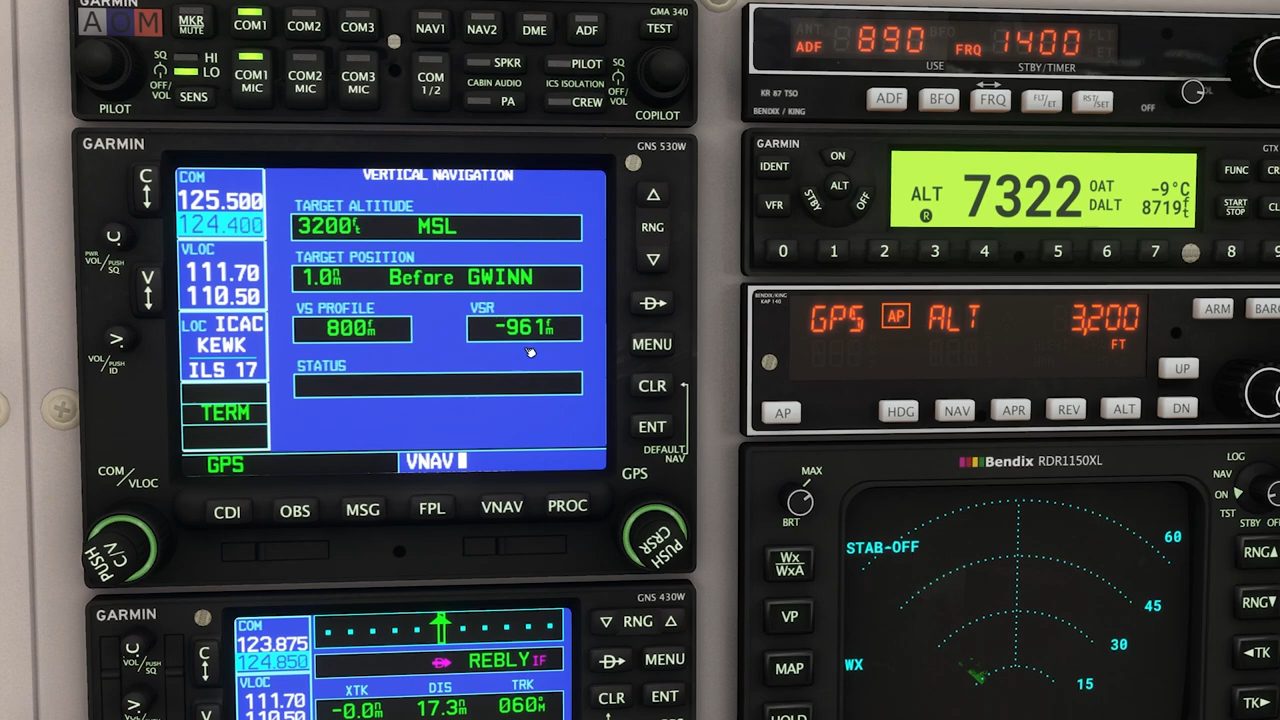 GARMIN
AOM
GMA 340
MKR MUTE
COM1
COM2
COM3
NAV1
NAV2
DME
ADF
TEST
SQ
OFF/VOL
HI
LO
SENS
PILOT
COM1 MIC
COM2 MIC
COM3 MIC
COM 1/2
SPKR
CABIN AUDIO
PA
PILOT
ICS ISOLATION
CREW
SQ
OFF/VOL
COPILOT
GARMIN
GNS 530W
C
PWR VOL/PUSH SQ
V
VOL/PUSH ID
COM/VLOC
COM
125.500
124.400
VLOC
111.70
110.50
LOC ICAC
KEWK
ILS 17
TERM
GPS
VERTICAL NAVIGATION
TARGET ALTITUDE
3200ft MSL
TARGET POSITION
1.0nm Before GWINN
VS PROFILE
800fm
VSR
-961fm
STATUS
VNAV
RNG
MENU
CLR
ENT
DEFAULT NAV
GPS
CDI
OBS
MSG
FPL
VNAV
PROC
PUSH C/V
PUSH CRSR
GARMIN
GNS 430W
VOL/PUSH SQ
C
V
COM
123.875
124.850
VLOC
111.70
110.50
REBLY IF
XTK
DIS
TRK
-0.0nm
17.3nm
060°M
RNG
MENU
CLR
ENT
ANT
ADF
890
BFO
FRQ
1400
FLT
ET
USE
STBY/TIMER
KR 87 TSO
BENDIX / KING
ADF
BFO
FRQ
FLT/ET
RST/SET
OFF
GARMIN
GTX
IDENT
VFR
ON
ALT
STBY
OFF
ALT
R
7322
OAT -9°C
DALT 8719ft
FUNC
START STOP
0 1 2 3 4 5 6 7 8
BENDIX/KING
KAP 140
GPS AP ALT 3,200
FT
ARM
UP
DN
AP
HDG
NAV
APR
REV
ALT
Bendix RDR1150XL
MAX
BRT
Wx WxA
VP
MAP
HOLD
STAB-OFF
WX
60
45
30
15
LOG
NAV
ON
TST
STBY
RNG▲
RNG▼
◄TK
TK►